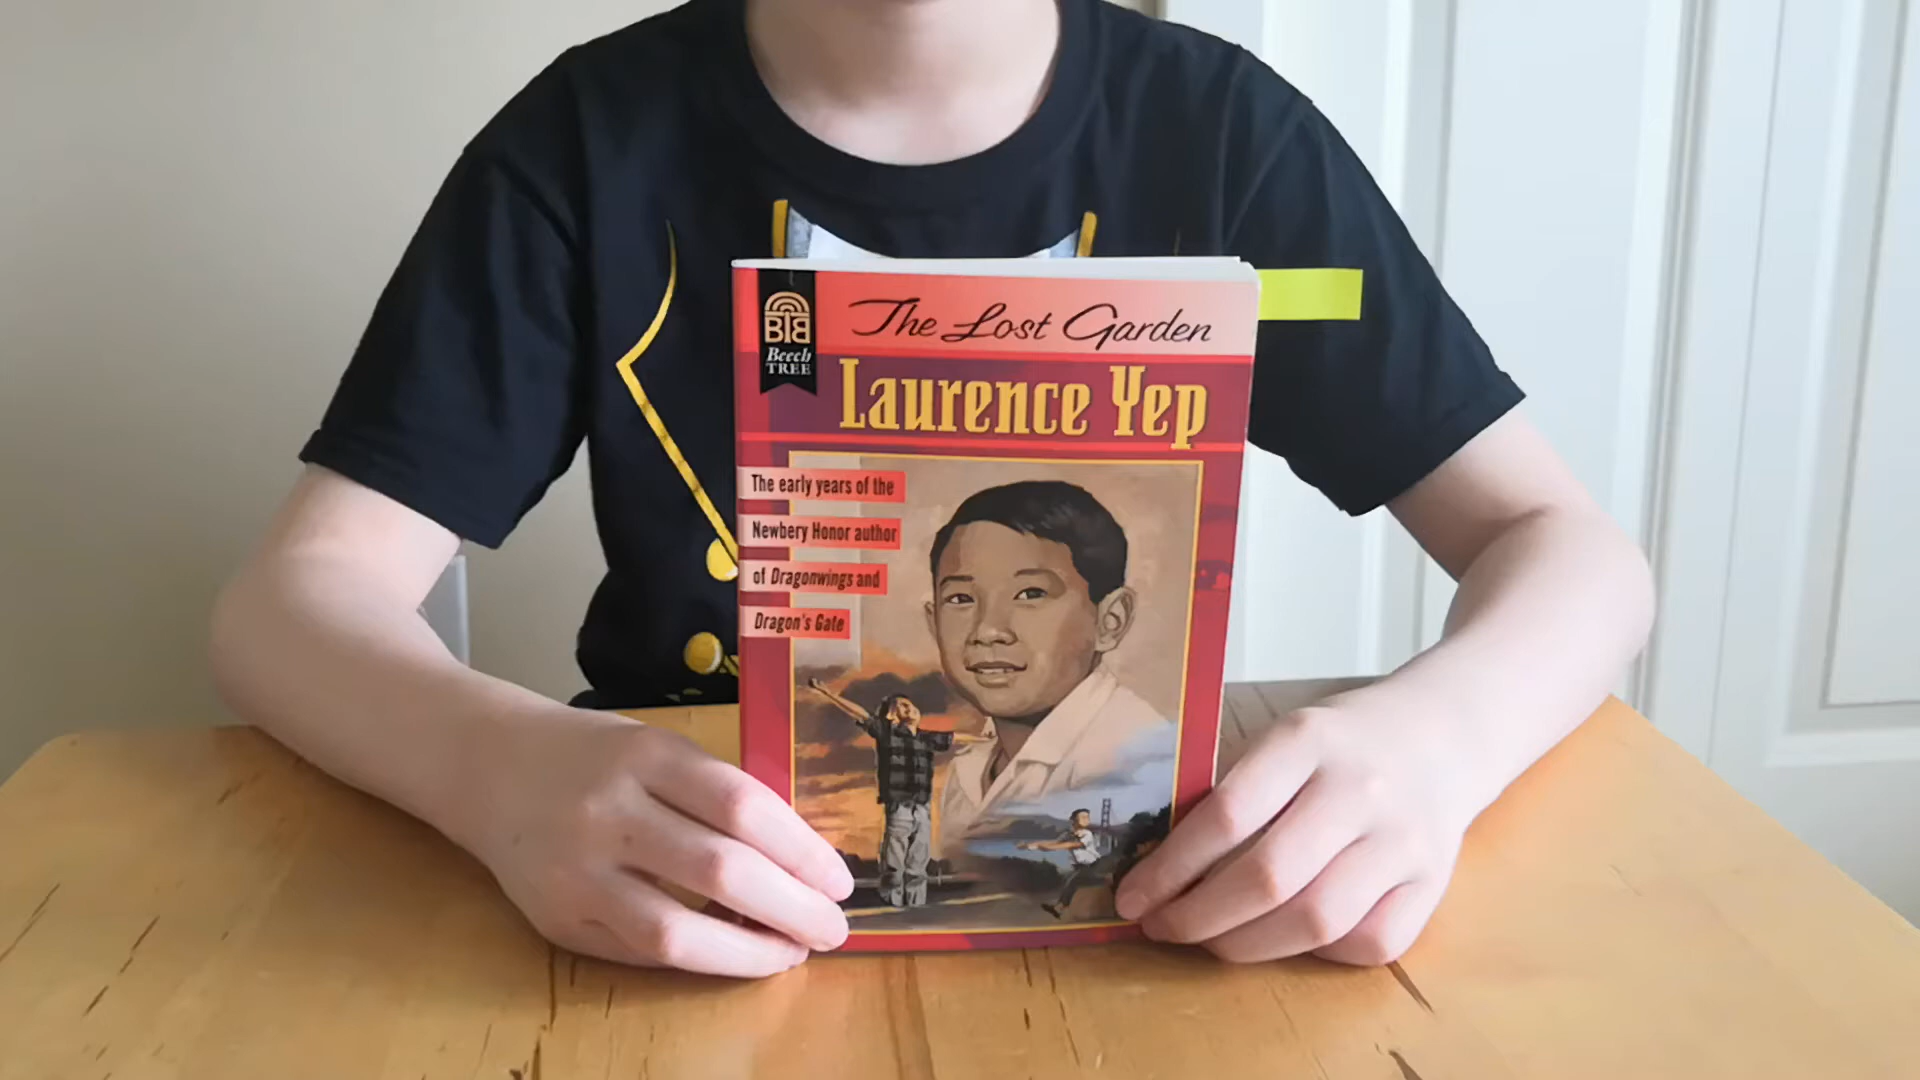 The Lost Garden
BTB
Beech
TREE
Laurence Yep
The early years of the
Newbery Honor author
of Dragonwings and
Dragon's Gate